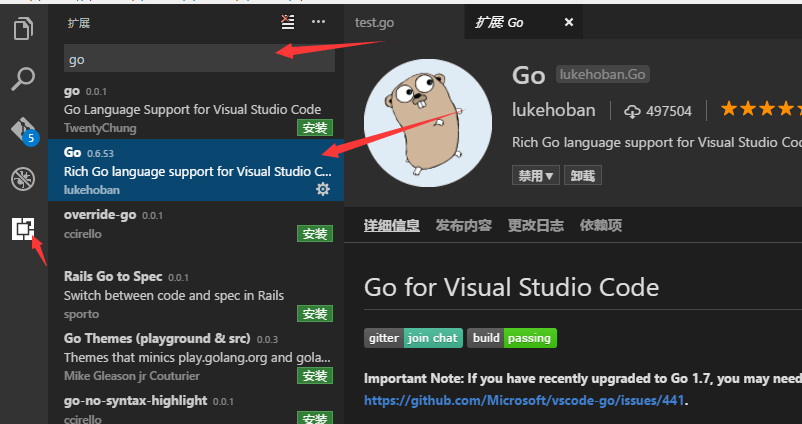 扩展
go
go 0.0.1
Go Language Support for Visual Studio Code
TwentyChung 安装
Go 0.6.53
Rich Go language support for Visual Studio C...
lukehoban
override-go 0.0.1
ccirello 安装
Rails Go to Spec 0.0.1
Switch between code and spec in Rails
sporto 安装
Go Themes (playground & src) 0.0.3
Themes that minics play.golang.org and gola...
Mike Gleason jr Couturier 安装
go-no-syntax-highlight 0.0.1
ccirello 安装
5
test.go 扩展: Go
Go lukehoban.Go
lukehoban 497504
Rich Go language support for Visual Studio Co
禁用 卸载
详细信息 发布内容 更改日志 依赖项
Go for Visual Studio Code
gitter join chat build passing
Important Note: If you have recently upgraded to Go 1.7, you may need
https://github.com/Microsoft/vscode-go/issues/441.